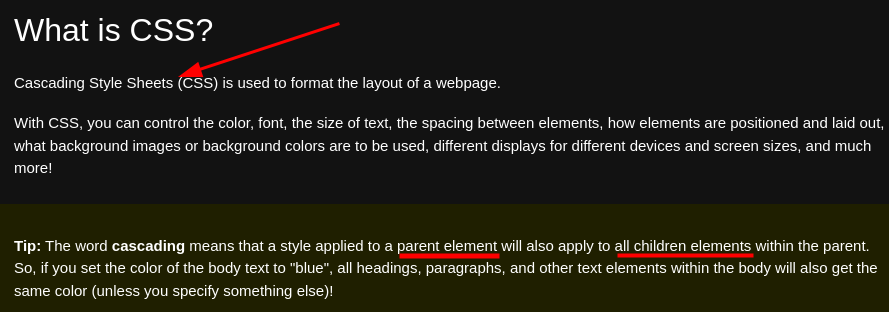 What is CSS?
Cascading Style Sheets (CSS) is used to format the layout of a webpage.
With CSS, you can control the color, font, the size of text, the spacing between elements, how elements are positioned and laid out,
what background images or background colors are to be used, different displays for different devices and screen sizes, and much
more!
Tip: The word cascading means that a style applied to a parent element will also apply to all children elements within the parent.
So, if you set the color of the body text to "blue", all headings, paragraphs, and other text elements within the body will also get the
same color (unless you specify something else)!